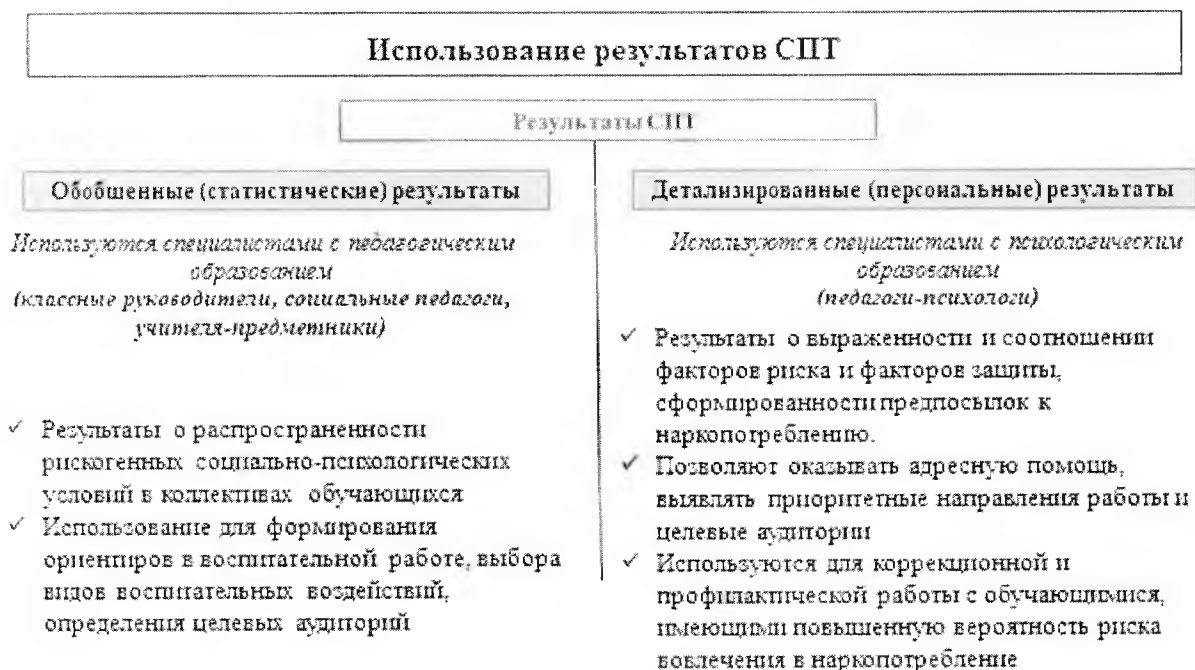 Использование результатов СПТ
Результаты СПТ
Обобщенные (статистические) результаты
Используются специалистами с педагогическим
образованием
(классные руководители, социальные педагоги,
учителя-предметники)
✓ Результаты о распространенности
рискогенных социально-психологических
условий в коллективах обучающихся
✓ Использование для формирования
ориентиров в воспитательной работе, выбора
видов воспитательных воздействий,
определения целевых аудиторий
Детализированные (персональные) результаты
Используются специалистами с психологическим
образованием
(педагоги-психологи)
✓ Результаты о выраженности и соотношении
факторов риска и факторов защиты,
сформированности предпосылок к
наркопотреблению.
✓ Позволяют оказывать адресную помощь,
выявлять приоритетные направления работы и
целевые аудитории
✓ Используются для коррекционной и
профилактической работы с обучающимися,
имеющими повышенную вероятность риска
вовлечения в наркопотребление